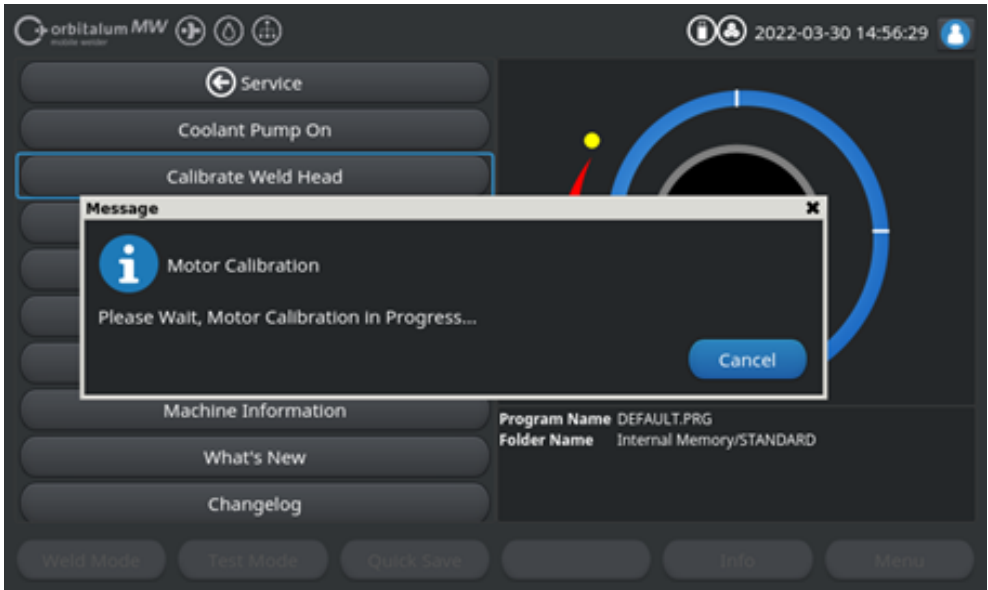 orbitalum MW
mobile welder
2022-03-30 14:56:29
Service
Coolant Pump On
Calibrate Weld Head
Message
Motor Calibration
Please Wait, Motor Calibration in Progress...
Cancel
Machine Information
What's New
Changelog
Program Name DEFAULT.PRG
Folder Name Internal Memory/STANDARD
Weld Mode
Test Mode
Quick Save
Info
Menu